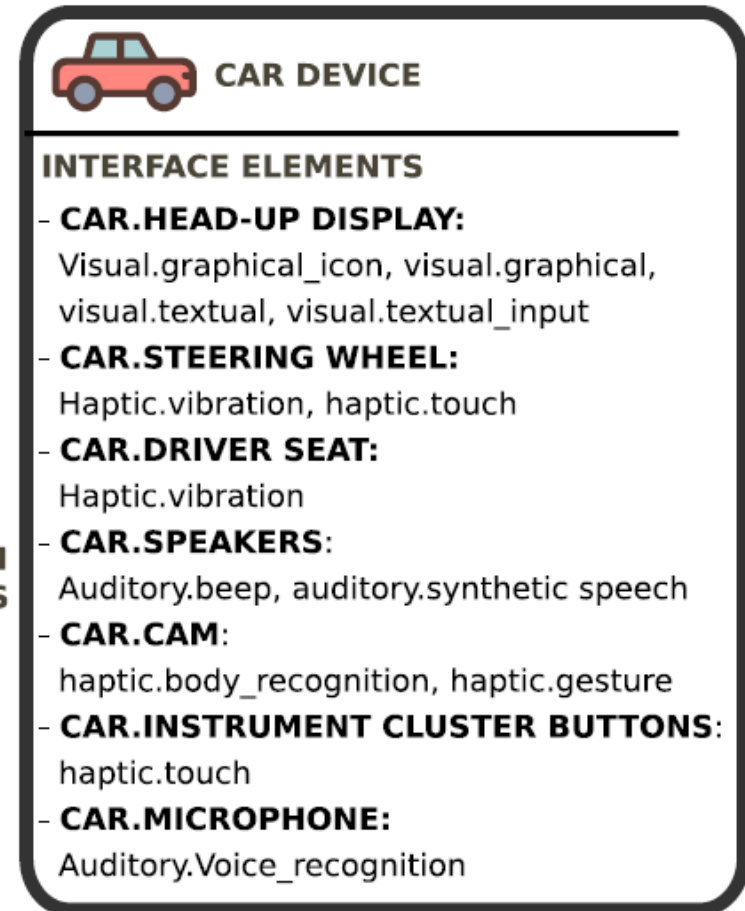 CAR DEVICE
INTERFACE ELEMENTS
- CAR.HEAD-UP DISPLAY:
Visual.graphical_icon, visual.graphical,
visual.textual, visual.textual_input
- CAR.STEERING WHEEL:
Haptic.vibration, haptic.touch
- CAR.DRIVER SEAT:
Haptic.vibration
- CAR.SPEAKERS:
Auditory.beep, auditory.synthetic speech
- CAR.CAM:
haptic.body_recognition, haptic.gesture
- CAR.INSTRUMENT CLUSTER BUTTONS:
haptic.touch
- CAR.MICROPHONE:
Auditory.Voice_recognition